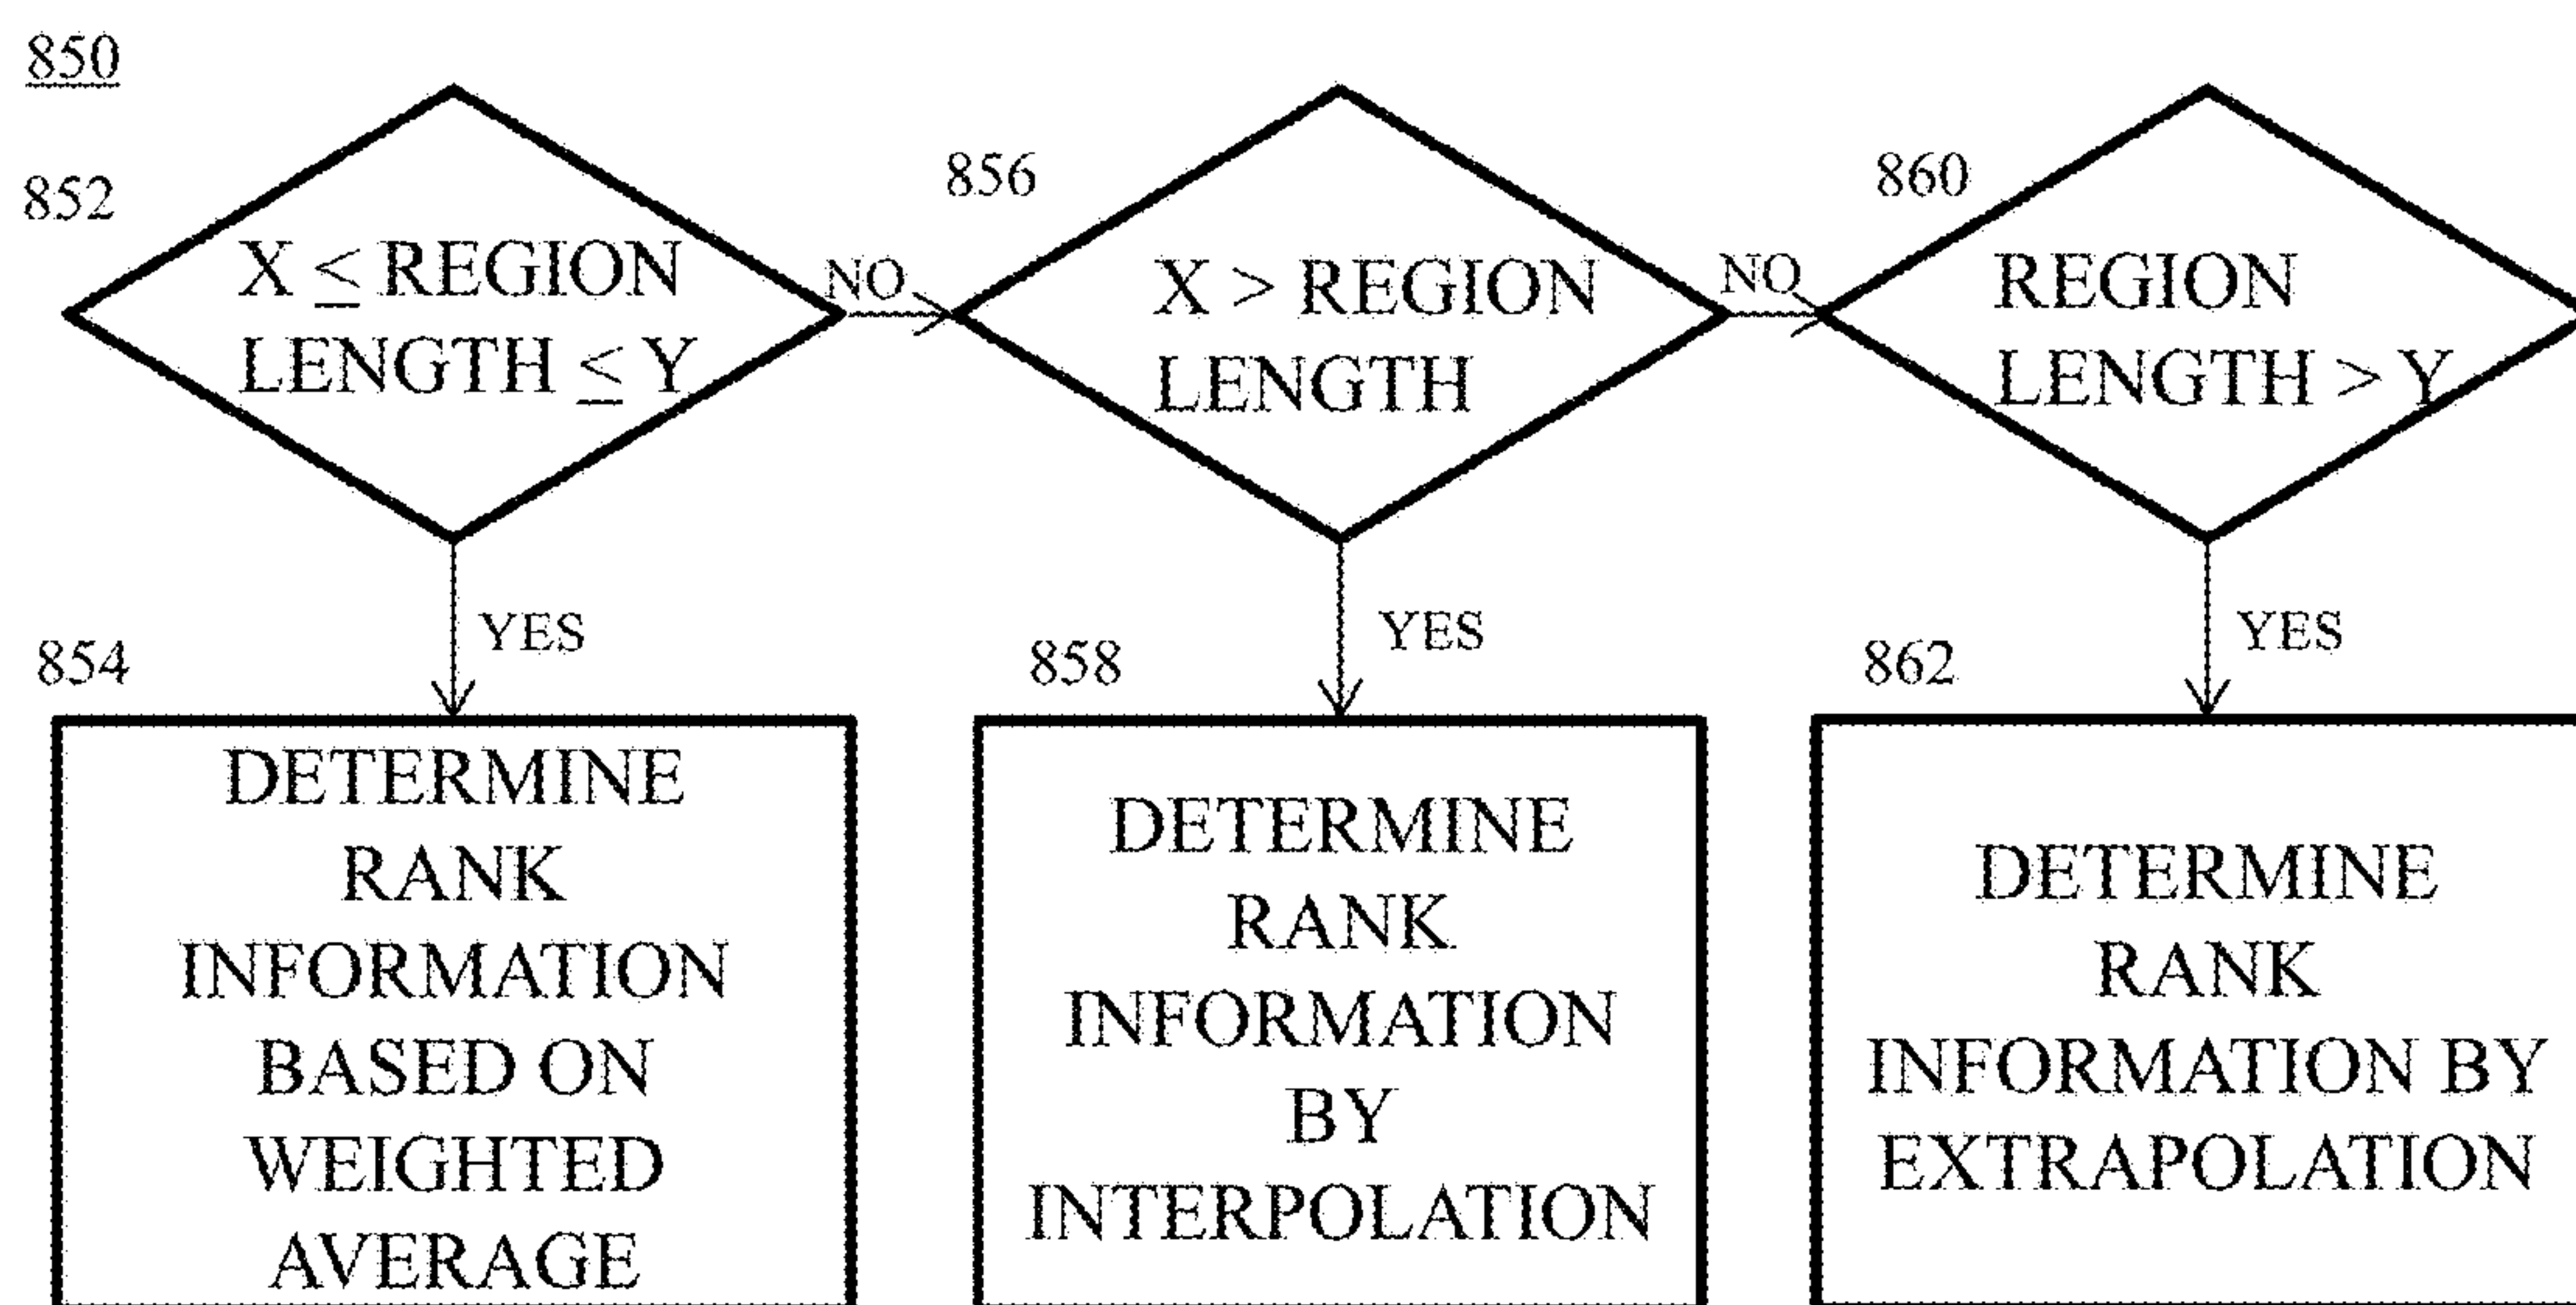 850
852
X ≤ REGION
LENGTH ≤ Y
NO
856
X > REGION
LENGTH
NO
860
REGION
LENGTH > Y
YES
YES
YES
854
DETERMINE
RANK
INFORMATION
BASED ON
WEIGHTED
AVERAGE
858
DETERMINE
RANK
INFORMATION
BY
INTERPOLATION
862
DETERMINE
RANK
INFORMATION BY
EXTRAPOLATION